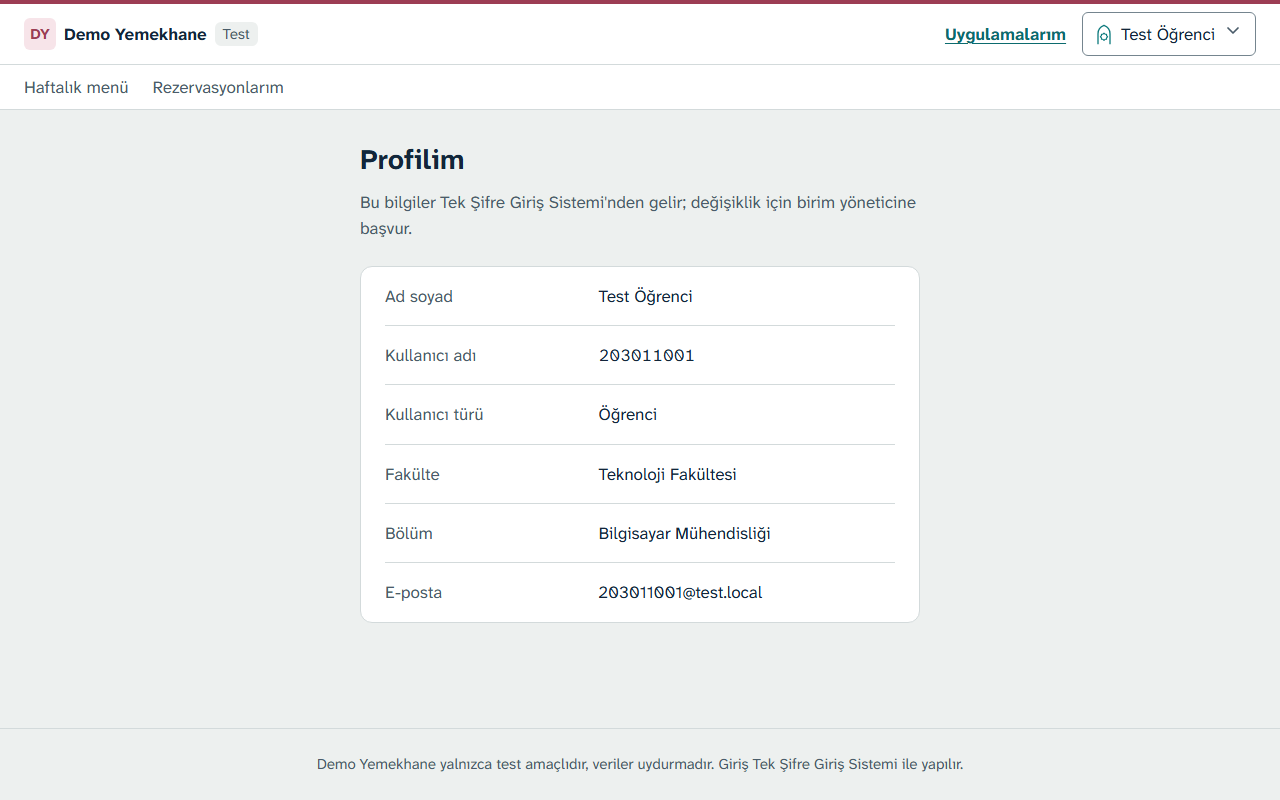 DY Demo Yemekhane Test
Uygulamalarım Test Öğrenci
Haftalık menü Rezervasyonlarım
Profilim
Bu bilgiler Tek Şifre Giriş Sistemi'nden gelir; değişiklik için birim yöneticine
başvur.
Ad soyad Test Öğrenci
Kullanıcı adı 203011001
Kullanıcı türü Öğrenci
Fakülte Teknoloji Fakültesi
Bölüm Bilgisayar Mühendisliği
E-posta 203011001@test.local
Demo Yemekhane yalnızca test amaçlıdır, veriler uydurmadır. Giriş Tek Şifre Giriş Sistemi ile yapılır.